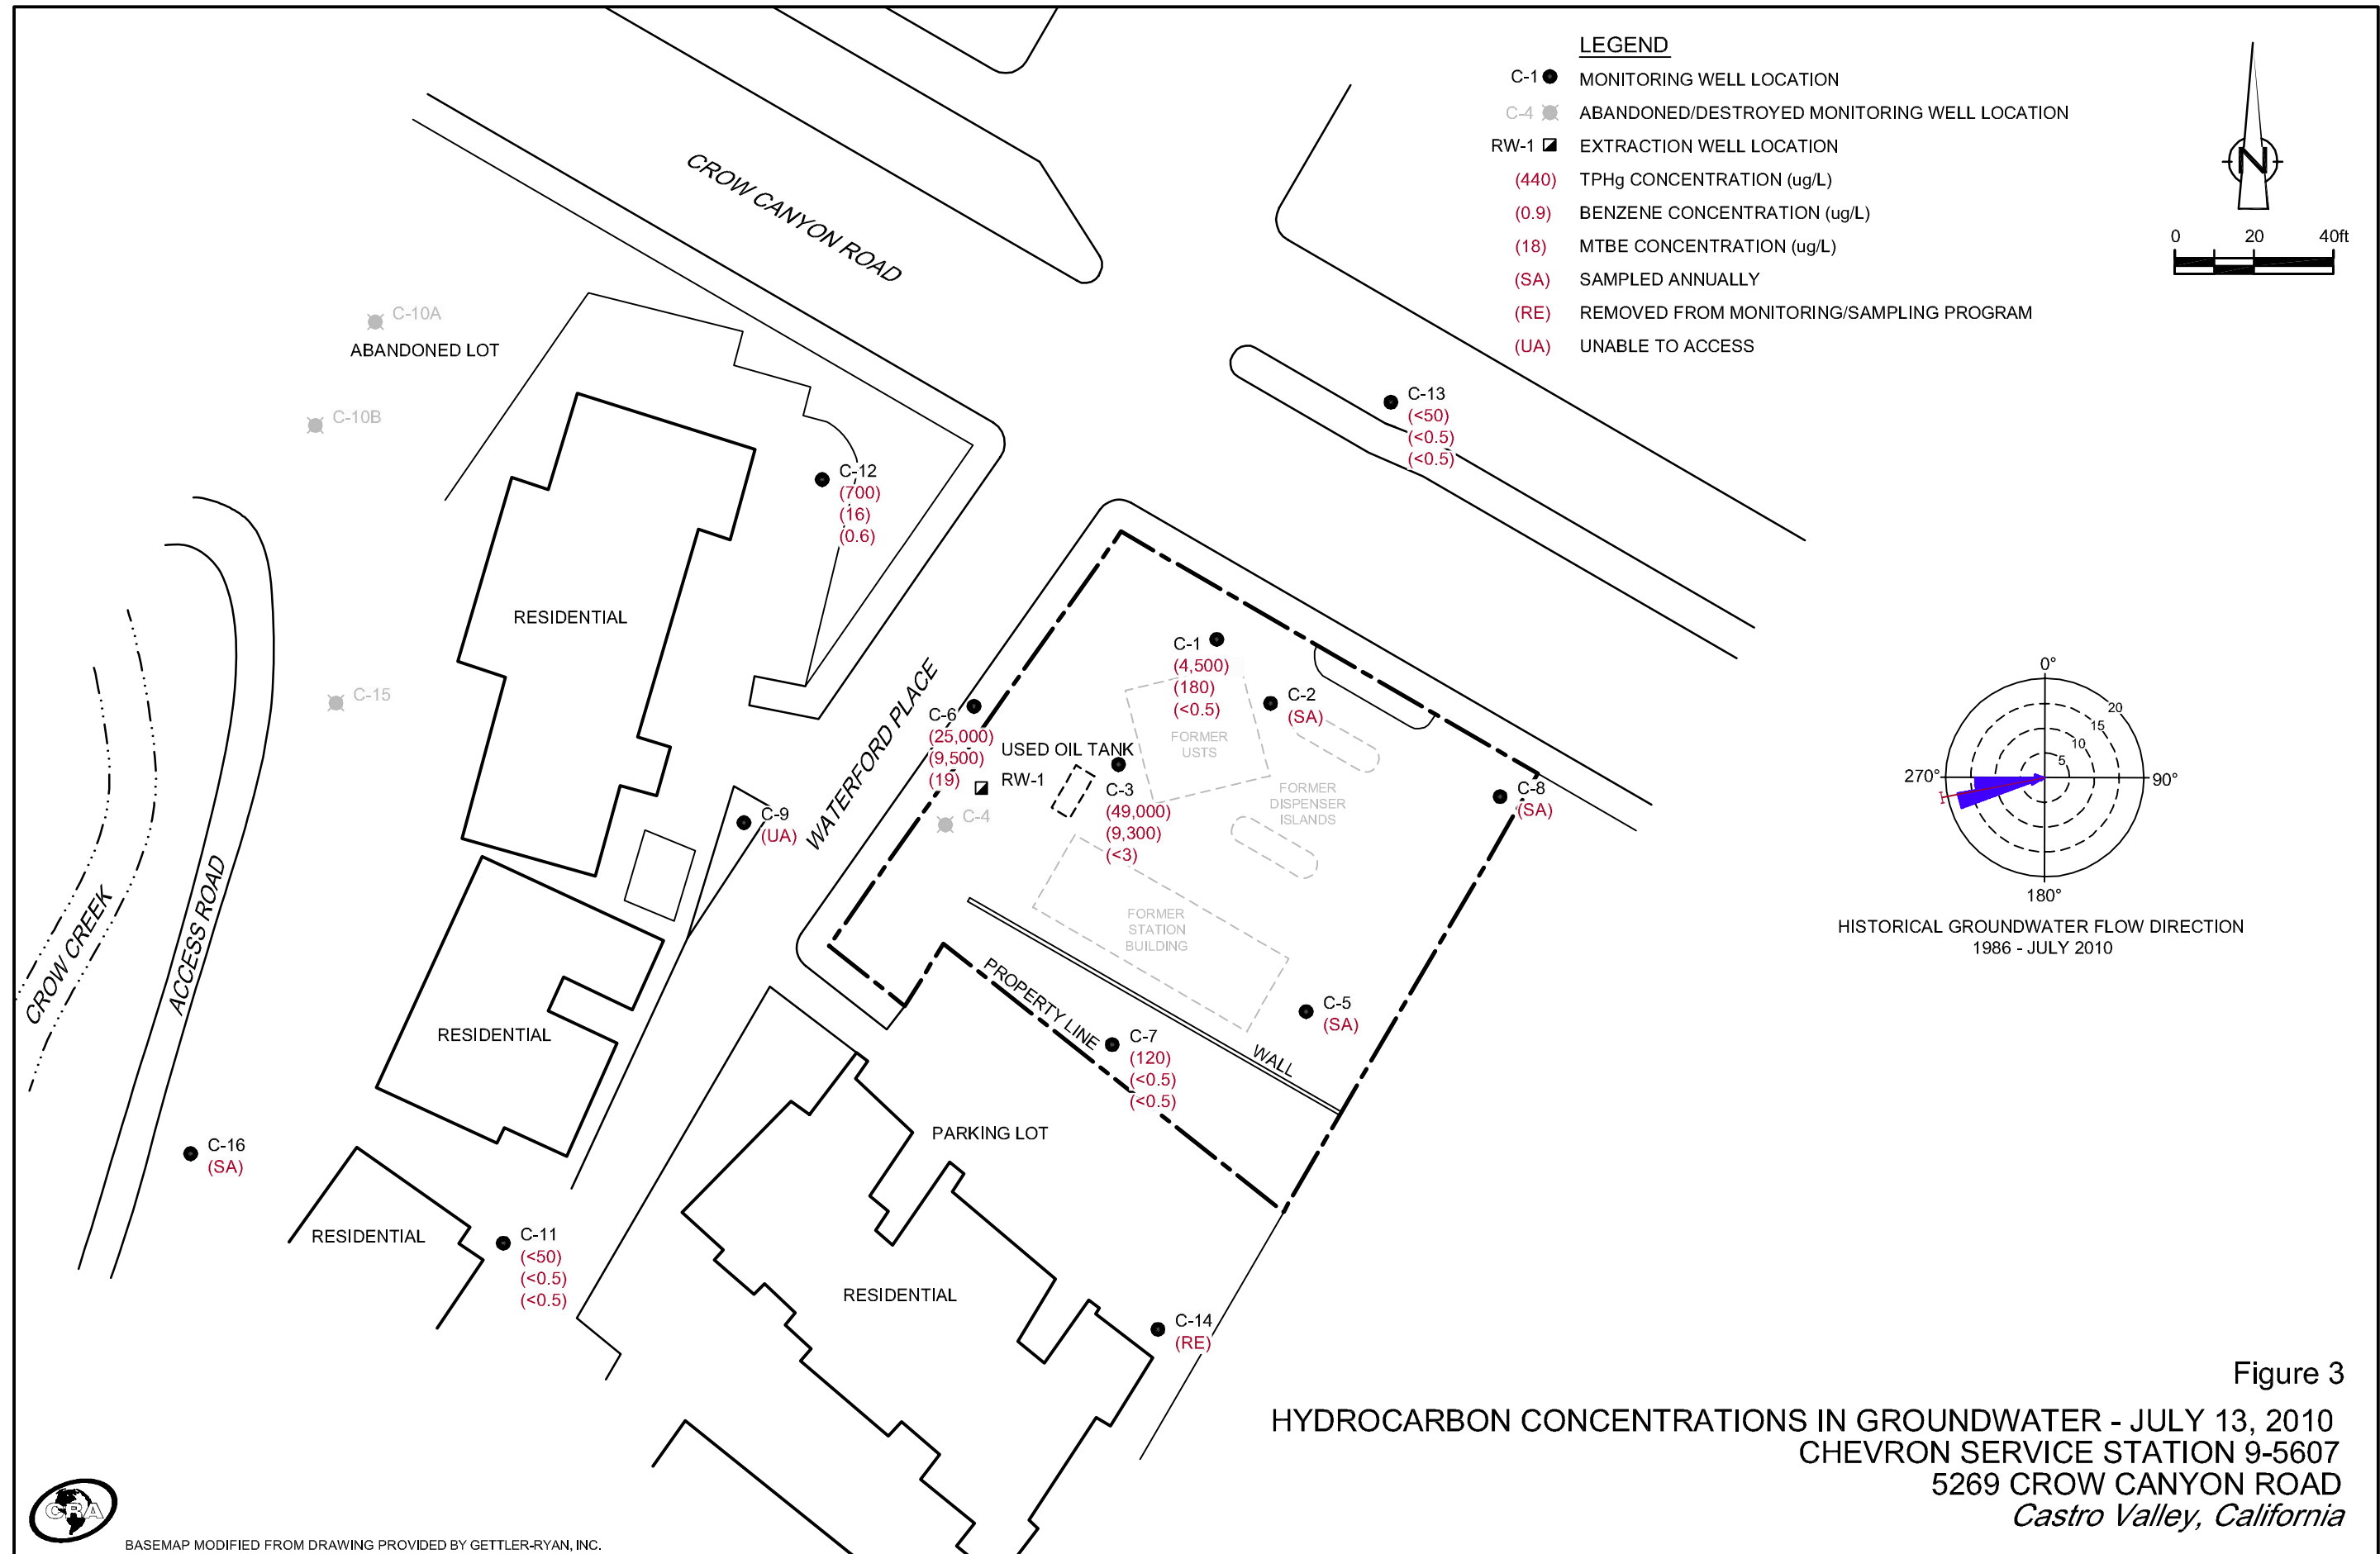 LEGEND
C-1 MONITORING WELL LOCATION
C-4 ABANDONED/DESTROYED MONITORING WELL LOCATION
RW-1 EXTRACTION WELL LOCATION
(440) TPHg CONCENTRATION (ug/L)
(0.9) BENZENE CONCENTRATION (ug/L)
(18) MTBE CONCENTRATION (ug/L)
(SA) SAMPLED ANNUALLY
(RE) REMOVED FROM MONITORING/SAMPLING PROGRAM
(UA) UNABLE TO ACCESS
N
0 20 40ft
CROW CANYON ROAD
C-10A
ABANDONED LOT
C-10B
C-13
(<50)
(<0.5)
(<0.5)
C-12
(700)
(16)
(0.6)
RESIDENTIAL
C-15
C-1
(4,500)
(180)
(<0.5)
C-2
(SA)
FORMER
USTS
WATERFORD PLACE
C-6
(25,000)
(9,500)
(19)
USED OIL TANK
RW-1
C-4
C-3
(49,000)
(9,300)
(<3)
FORMER
DISPENSER
ISLANDS
C-8
(SA)
C-9
(UA)
0°
20
15
10
5
270°
90°
180°
HISTORICAL GROUNDWATER FLOW DIRECTION
1986 - JULY 2010
CROW CREEK
ACCESS ROAD
FORMER
STATION
BUILDING
PROPERTY LINE
WALL
C-5
(SA)
C-7
(120)
(<0.5)
(<0.5)
RESIDENTIAL
PARKING LOT
C-16
(SA)
RESIDENTIAL
C-11
(<50)
(<0.5)
(<0.5)
RESIDENTIAL
C-14
(RE)
Figure 3
HYDROCARBON CONCENTRATIONS IN GROUNDWATER - JULY 13, 2010
CHEVRON SERVICE STATION 9-5607
5269 CROW CANYON ROAD
Castro Valley, California
CRA
BASEMAP MODIFIED FROM DRAWING PROVIDED BY GETTLER-RYAN, INC.